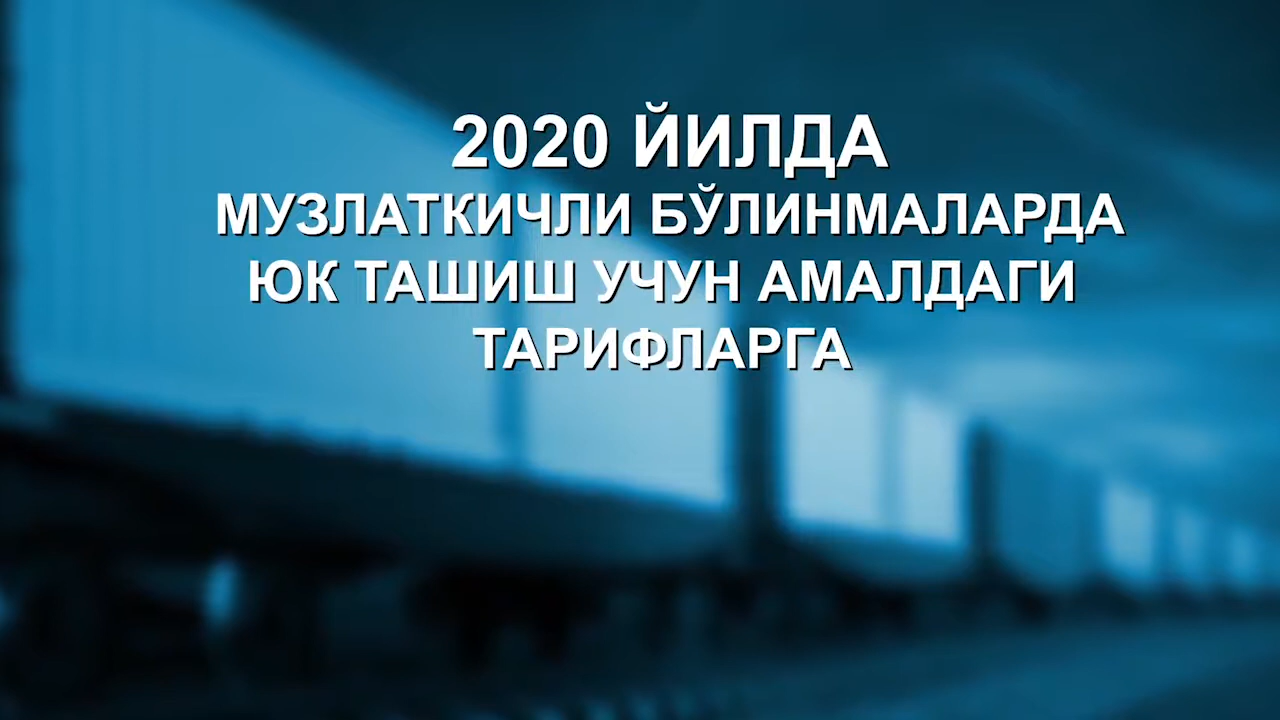 2020 ЙИЛДА
МУЗЛАТКИЧЛИ БЎЛИНМАЛАРДА
ЮК ТАШИШ УЧУН АМАЛДАГИ
ТАРИФЛАРГА